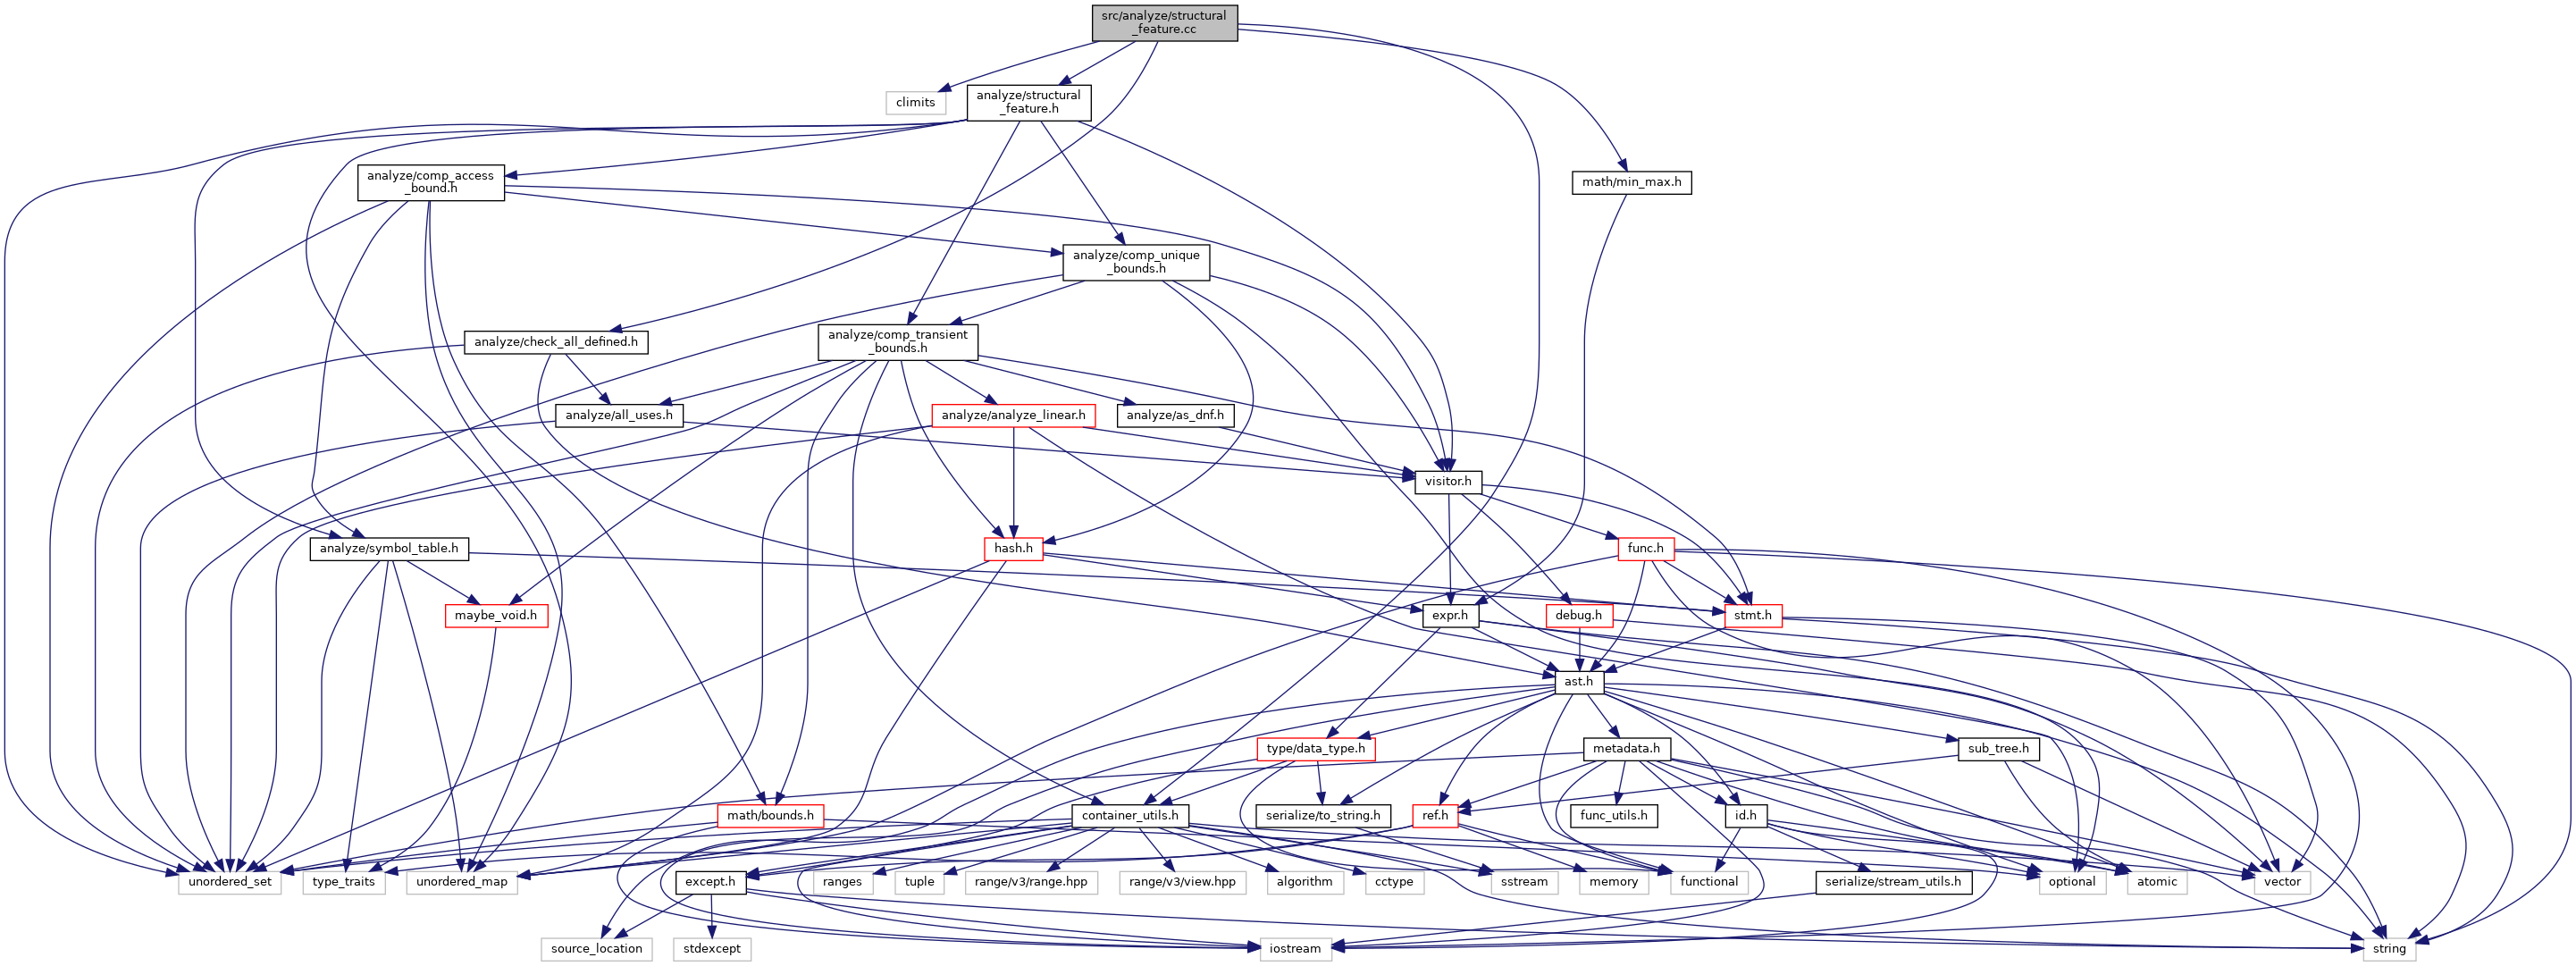 src/analyze/structural
_feature.cc
climits
analyze/structural
_feature.h
analyze/comp_access
_bound.h
math/min_max.h
analyze/comp_unique
_bounds.h
analyze/check_all_defined.h
analyze/comp_transient
_bounds.h
analyze/all_uses.h
analyze/analyze_linear.h
analyze/as_dnf.h
visitor.h
analyze/symbol_table.h
hash.h
func.h
maybe_void.h
expr.h
debug.h
stmt.h
ast.h
type/data_type.h
metadata.h
sub_tree.h
math/bounds.h
container_utils.h
serialize/to_string.h
ref.h
func_utils.h
id.h
unordered_set
type_traits
unordered_map
except.h
ranges
tuple
range/v3/range.hpp
range/v3/view.hpp
algorithm
cctype
sstream
memory
functional
serialize/stream_utils.h
optional
atomic
vector
source_location
stdexcept
iostream
string